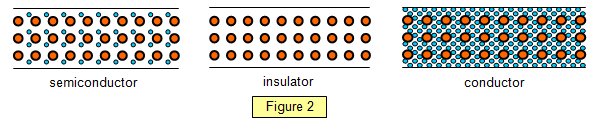 semiconductor
insulator
conductor
Figure 2